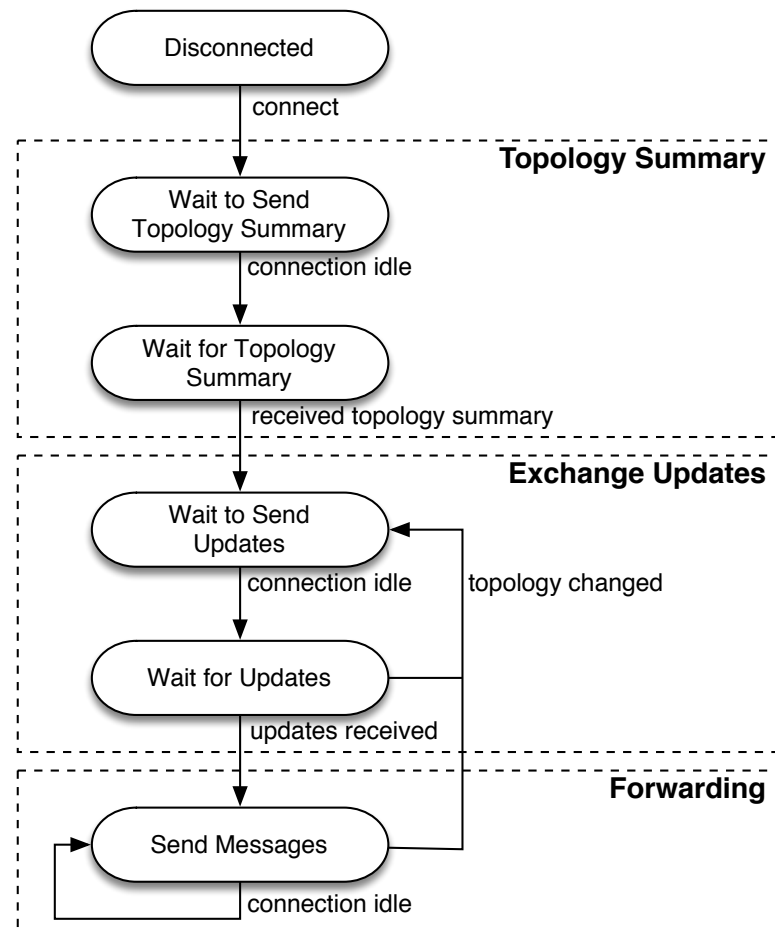 Disconnected
connect
Topology Summary
Wait to Send
Topology Summary
connection idle
Wait for Topology
Summary
received topology summary
Exchange Updates
Wait to Send
Updates
connection idle
topology changed
Wait for Updates
updates received
Forwarding
Send Messages
connection idle